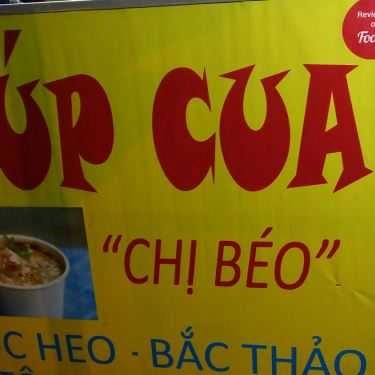 ÚP CUA
"CHỊ BÉO"
C HEO - BẮC THẢO